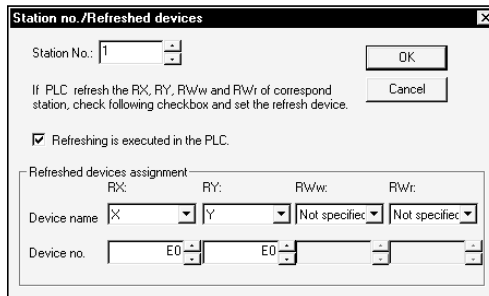 Station no./Refreshed devices
Station No.: 1
OK
If PLC refresh the RX, RY, RWw and RWr of correspond
station, check following checkbox and set the refresh device.
Cancel
Refreshing is executed in the PLC.
Refreshed devices assignment
RX: RY: RWw: RWr:
Device name X Y Not specified Not specified
Device no. E0 E0